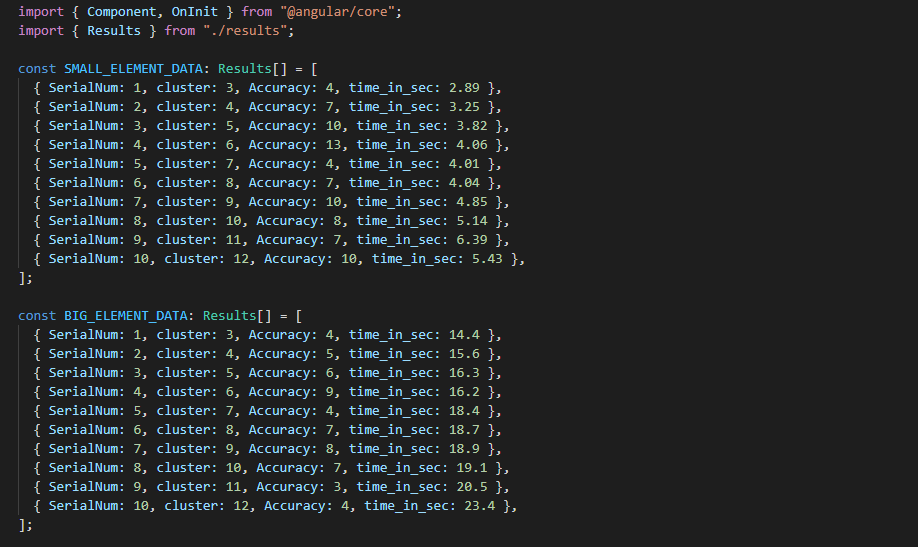 import { Component, OnInit } from "@angular/core";
import { Results } from "./results";
const SMALL_ELEMENT_DATA: Results[] = [
{ SerialNum: 1, cluster: 3, Accuracy: 4, time_in_sec: 2.89 },
{ SerialNum: 2, cluster: 4, Accuracy: 7, time_in_sec: 3.25 },
{ SerialNum: 3, cluster: 5, Accuracy: 10, time_in_sec: 3.82 },
{ SerialNum: 4, cluster: 6, Accuracy: 13, time_in_sec: 4.06 },
{ SerialNum: 5, cluster: 7, Accuracy: 4, time_in_sec: 4.01 },
{ SerialNum: 6, cluster: 8, Accuracy: 7, time_in_sec: 4.04 },
{ SerialNum: 7, cluster: 9, Accuracy: 10, time_in_sec: 4.85 },
{ SerialNum: 8, cluster: 10, Accuracy: 8, time_in_sec: 5.14 },
{ SerialNum: 9, cluster: 11, Accuracy: 7, time_in_sec: 6.39 },
{ SerialNum: 10, cluster: 12, Accuracy: 10, time_in_sec: 5.43 },
];
const BIG_ELEMENT_DATA: Results[] = [
{ SerialNum: 1, cluster: 3, Accuracy: 4, time_in_sec: 14.4 },
{ SerialNum: 2, cluster: 4, Accuracy: 5, time_in_sec: 15.6 },
{ SerialNum: 3, cluster: 5, Accuracy: 6, time_in_sec: 16.3 },
{ SerialNum: 4, cluster: 6, Accuracy: 9, time_in_sec: 16.2 },
{ SerialNum: 5, cluster: 7, Accuracy: 4, time_in_sec: 18.4 },
{ SerialNum: 6, cluster: 8, Accuracy: 7, time_in_sec: 18.7 },
{ SerialNum: 7, cluster: 9, Accuracy: 8, time_in_sec: 18.9 },
{ SerialNum: 8, cluster: 10, Accuracy: 7, time_in_sec: 19.1 },
{ SerialNum: 9, cluster: 11, Accuracy: 3, time_in_sec: 20.5 },
{ SerialNum: 10, cluster: 12, Accuracy: 4, time_in_sec: 23.4 },
];